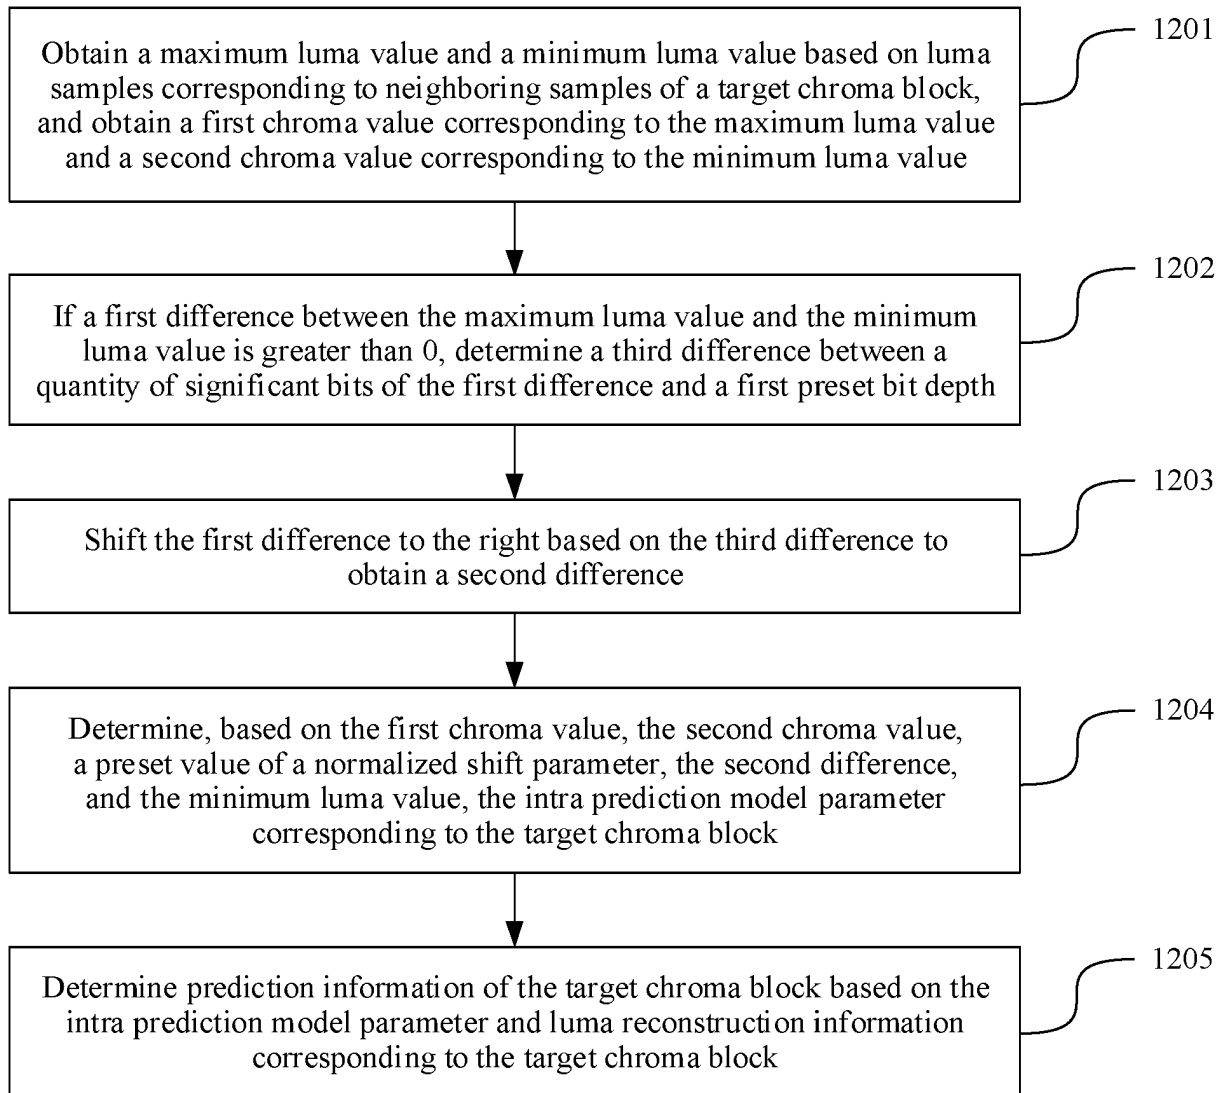 Obtain a maximum luma value and a minimum luma value based on luma
samples corresponding to neighboring samples of a target chroma block,
and obtain a first chroma value corresponding to the maximum luma value
and a second chroma value corresponding to the minimum luma value
1201
If a first difference between the maximum luma value and the minimum
luma value is greater than 0, determine a third difference between a
quantity of significant bits of the first difference and a first preset bit depth
1202
Shift the first difference to the right based on the third difference to
obtain a second difference
1203
Determine, based on the first chroma value, the second chroma value,
a preset value of a normalized shift parameter, the second difference,
and the minimum luma value, the intra prediction model parameter
corresponding to the target chroma block
1204
Determine prediction information of the target chroma block based on the
intra prediction model parameter and luma reconstruction information
corresponding to the target chroma block
1205